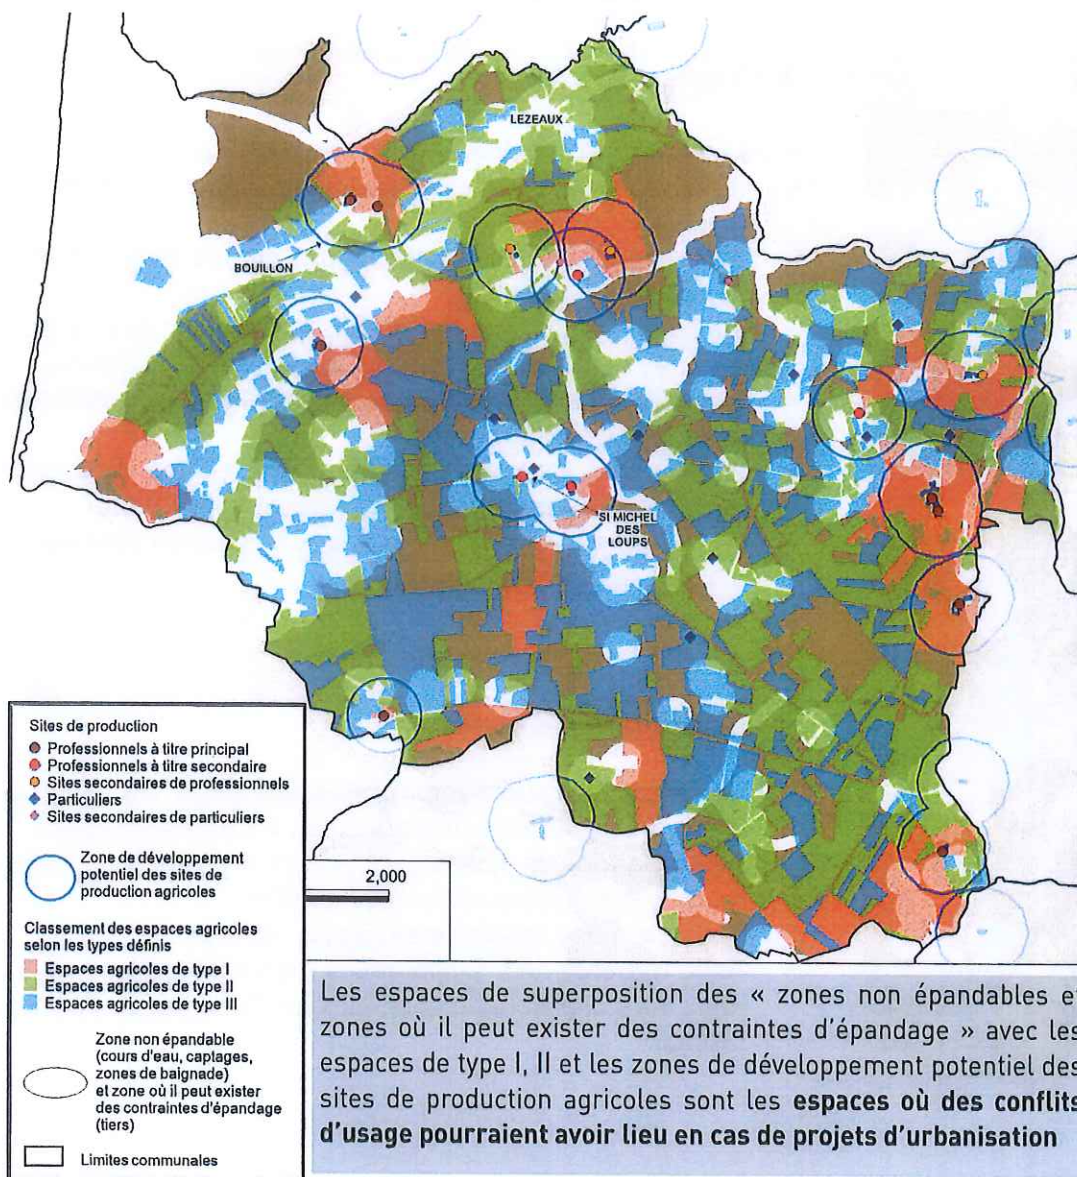 LEZEAUX
BOUILLON
ST MICHEL
DES
LOUPS
Sites de production
Professionnels à titre principal
Professionnels à titre secondaire
Sites secondaires de professionnels
Particuliers
Sites secondaires de particuliers
Zone de développement
potentiel des sites de
production agricoles
2,000
Classement des espaces agricoles
selon les types définis
Espaces agricoles de type I
Espaces agricoles de type II
Espaces agricoles de type III
Zone non épandable
(cours d'eau, captages,
zones de baignade)
et zone où il peut exister
des contraintes d'épandage
(tiers)
Limites communales
Les espaces de superposition des « zones non épandables et
zones où il peut exister des contraintes d'épandage » avec les
espaces de type I, II et les zones de développement potentiel des
sites de production agricoles sont les espaces où des conflits
d'usage pourraient avoir lieu en cas de projets d'urbanisation